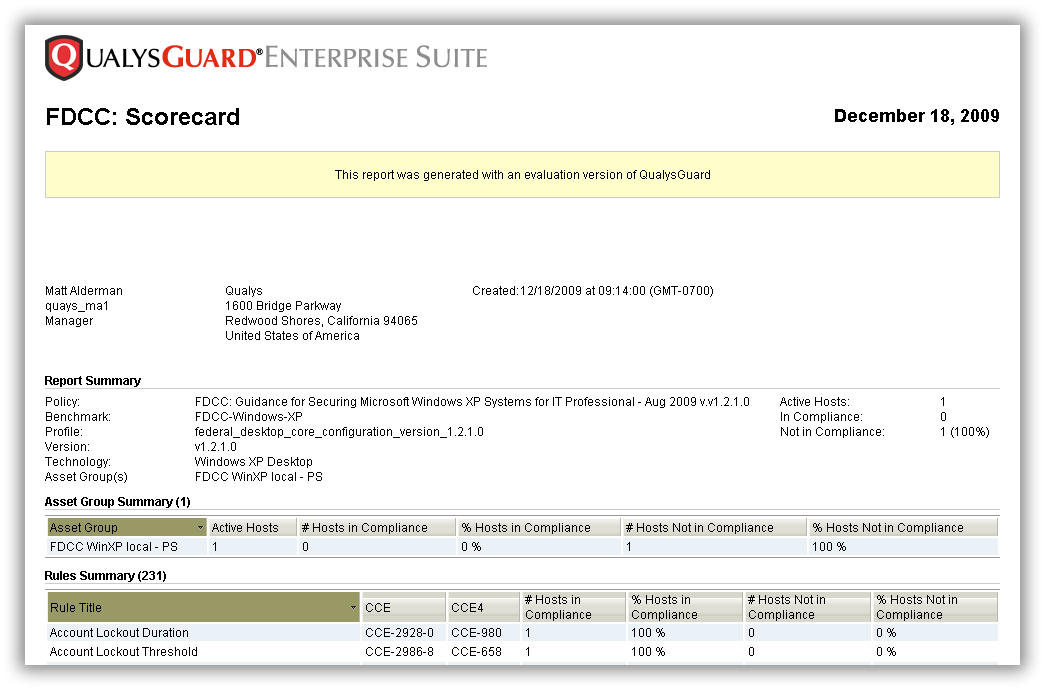 QUALYSGUARD® ENTERPRISE SUITE
FDCC: Scorecard December 18, 2009
This report was generated with an evaluation version of QualysGuard
Matt Alderman Qualys Created:12/18/2009 at 09:14:00 (GMT-0700)
quays_ma1 1600 Bridge Parkway
Manager Redwood Shores, California 94065
United States of America
Report Summary
Policy: FDCC: Guidance for Securing Microsoft Windows XP Systems for IT Professional - Aug 2009 v.v1.2.1.0 Active Hosts: 1
Benchmark: FDCC-Windows-XP In Compliance: 0
Profile: federal_desktop_core_configuration_version_1.2.1.0 Not in Compliance: 1 (100%)
Version: v1.2.1.0
Technology: Windows XP Desktop
Asset Group(s) FDCC WinXP local - PS
Asset Group Summary (1)
Asset Group Active Hosts # Hosts in Compliance % Hosts in Compliance # Hosts Not in Compliance % Hosts Not in Compliance
FDCC WinXP local - PS 1 0 0 % 1 100 %
Rules Summary (231)
Rule Title CCE CCE4 # Hosts in Compliance % Hosts in Compliance # Hosts Not in Compliance % Hosts Not in Compliance
Account Lockout Duration CCE-2928-0 CCE-980 1 100 % 0 0 %
Account Lockout Threshold CCE-2986-8 CCE-658 1 100 % 0 0 %